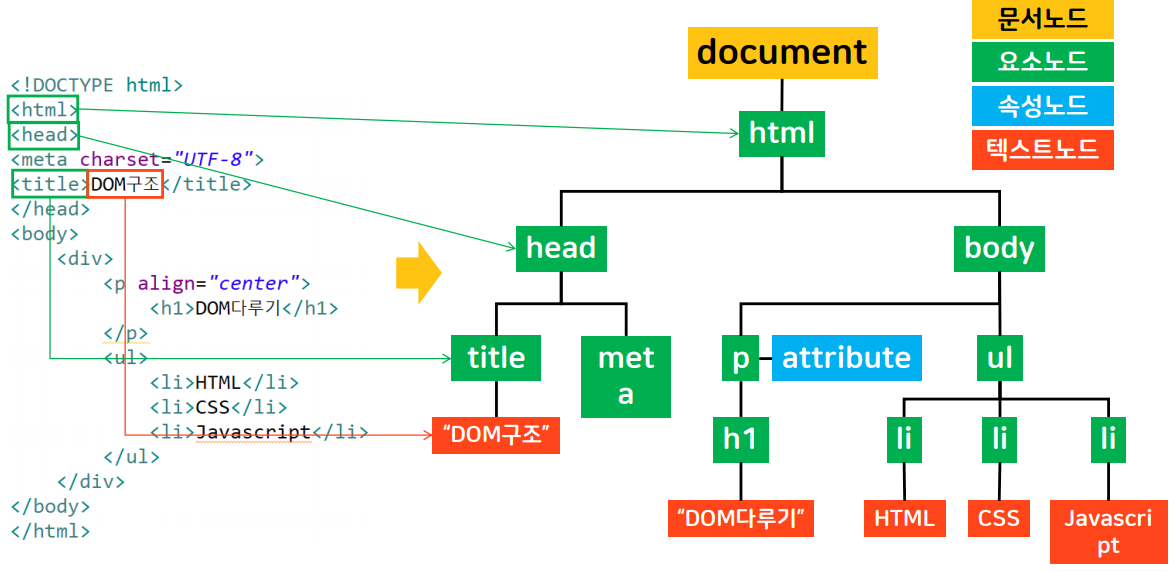 <!DOCTYPE html>
<html>
<head>
<meta charset="UTF-8">
<title>DOM구조</title>
</head>
<body>
<div>
<p align="center">
<h1>DOM다루기</h1>
</p>
<ul>
<li>HTML</li>
<li>CSS</li>
<li>Javascript</li>
</ul>
</div>
</body>
</html>
document
html
head
body
title
met
a
p
attribute
ul
"DOM구조"
h1
li
li
li
"DOM다루기"
HTML
CSS
Javascri
pt
문서노드
요소노드
속성노드
텍스트노드